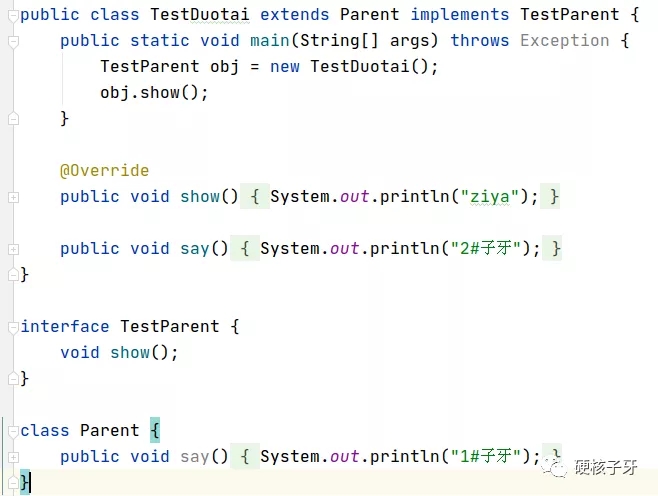 public class TestDuotai extends Parent implements TestParent {
    public static void main(String[] args) throws Exception {
        TestParent obj = new TestDuotai();
        obj.show();
    }
    @Override
    public void show() { System.out.println("ziya"); }
    public void say() { System.out.println("2#子牙"); }
}
interface TestParent {
    void show();
}
class Parent {
    public void say() { System.out.println("1#子牙"); }
}
硬核子牙